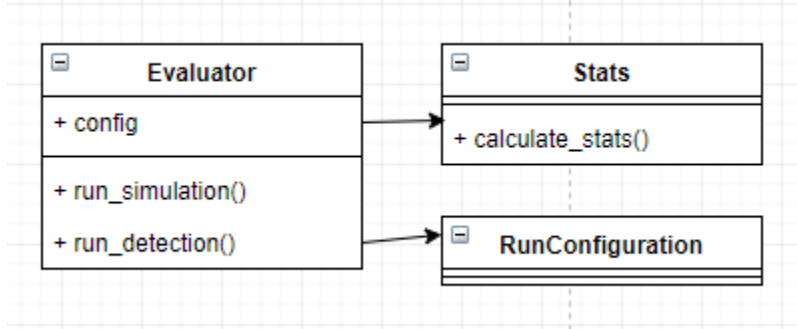 Evaluator
+ config
+ run_simulation()
+ run_detection()
Stats
+ calculate_stats()
RunConfiguration